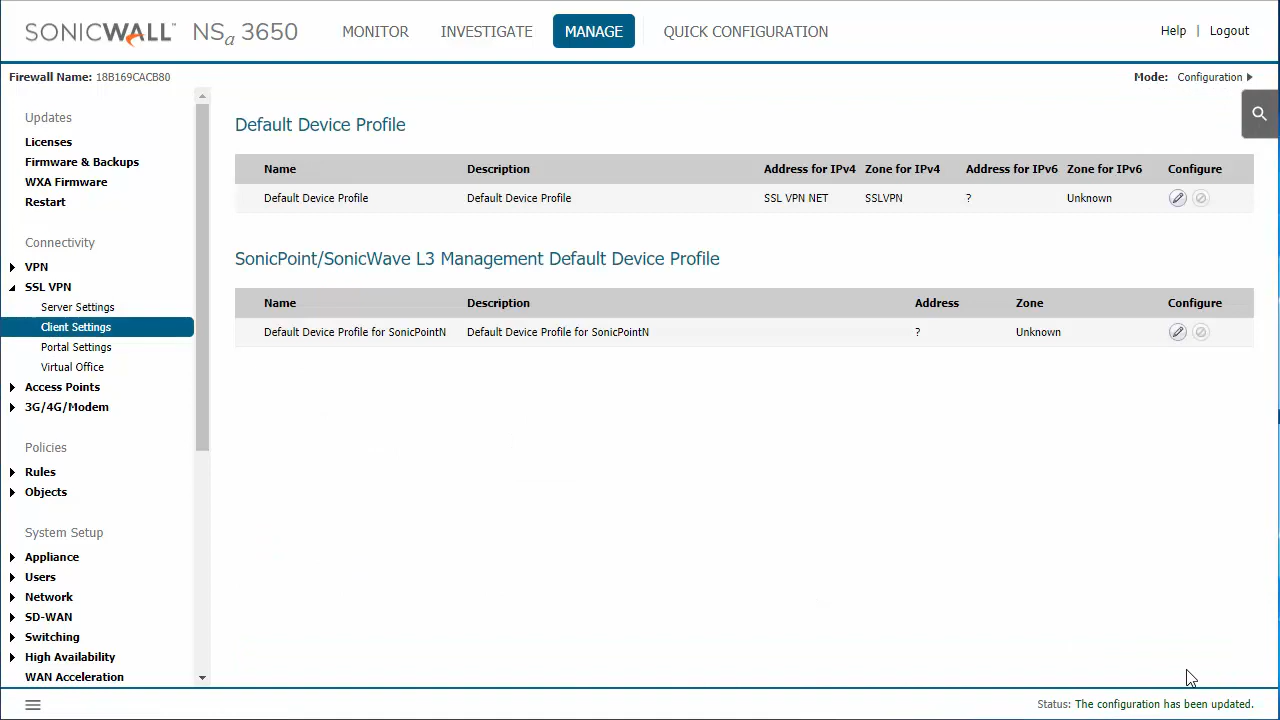 SONICWALL NSa 3650 MONITOR INVESTIGATE MANAGE QUICK CONFIGURATION Help | Logout
Firewall Name: 18B169CACB80 Mode: Configuration
Updates
Licenses
Firmware & Backups
WXA Firmware
Restart
Connectivity
VPN
SSL VPN
Server Settings
Client Settings
Portal Settings
Virtual Office
Access Points
3G/4G/Modem
Policies
Rules
Objects
System Setup
Appliance
Users
Network
SD-WAN
Switching
High Availability
WAN Acceleration
Default Device Profile
Name Description Address for IPv4 Zone for IPv4 Address for IPv6 Zone for IPv6 Configure
Default Device Profile Default Device Profile SSL VPN NET SSLVPN ? Unknown
SonicPoint/SonicWave L3 Management Default Device Profile
Name Description Address Zone Configure
Default Device Profile for SonicPointN Default Device Profile for SonicPointN ? Unknown
Status: The configuration has been updated.